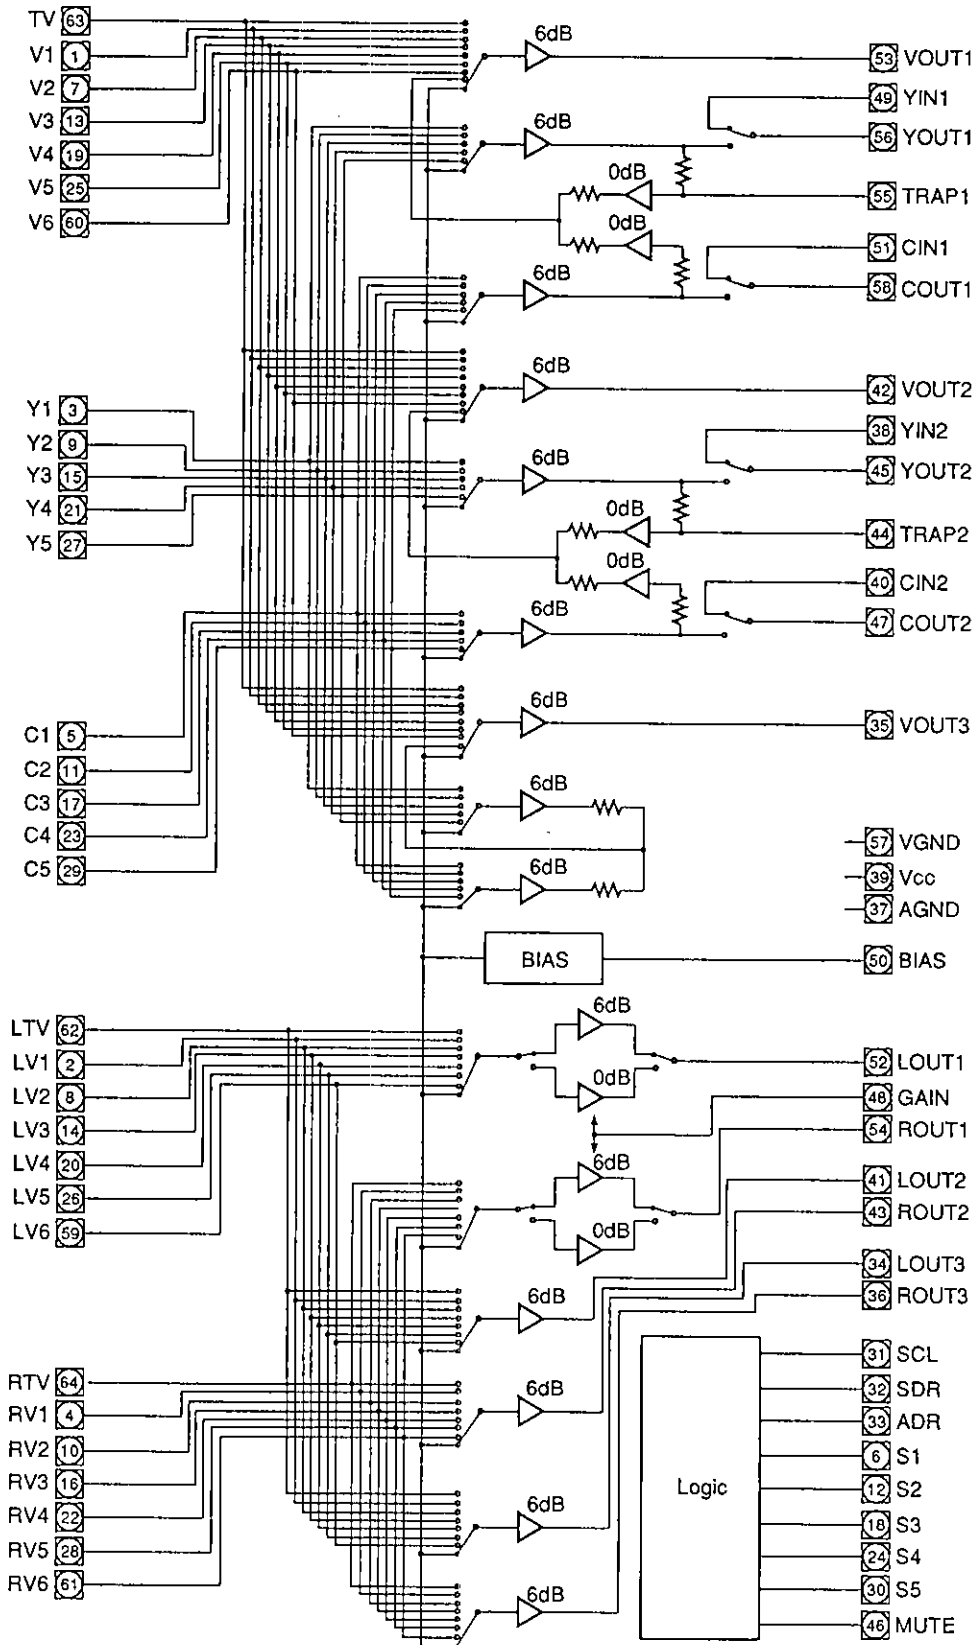 TV 63
V1 1
V2 7
V3 13
V4 19
V5 25
V6 60
Y1 3
Y2 9
Y3 15
Y4 21
Y5 27
C1 5
C2 11
C3 17
C4 23
C5 29
LTV 62
LV1 2
LV2 8
LV3 14
LV4 20
LV5 26
LV6 59
RTV 64
RV1 4
RV2 10
RV3 16
RV4 22
RV5 28
RV6 61
6dB
6dB
0dB
0dB
6dB
6dB
6dB
0dB
0dB
6dB
6dB
6dB
6dB
BIAS
6dB
0dB
6dB
0dB
6dB
6dB
6dB
6dB
Logic
53 VOUT1
49 YIN1
56 YOUT1
55 TRAP1
51 CIN1
58 COUT1
42 VOUT2
38 YIN2
45 YOUT2
44 TRAP2
40 CIN2
47 COUT2
35 VOUT3
57 VGND
39 Vcc
37 AGND
50 BIAS
52 LOUT1
48 GAIN
54 ROUT1
41 LOUT2
43 ROUT2
34 LOUT3
36 ROUT3
31 SCL
32 SDR
33 ADR
6 S1
12 S2
18 S3
24 S4
30 S5
46 MUTE